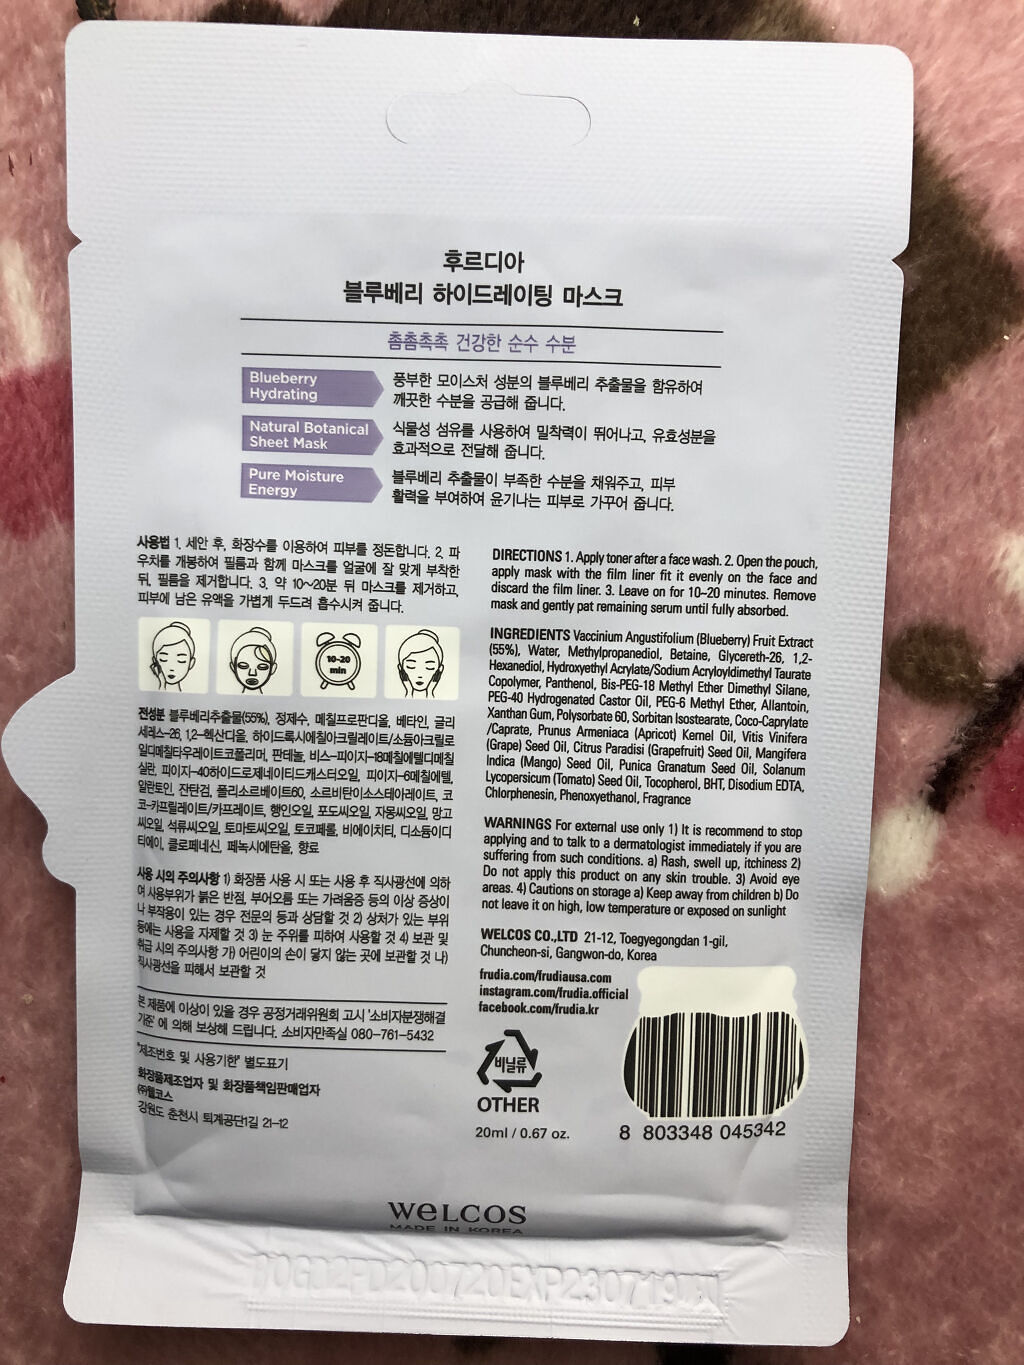 후르디아
블루베리 하이드레이팅 마스크
촘촘촉촉 건강한 순수 수분
Blueberry
Hydrating
풍부한 모이스처 성분의 블루베리 추출물을 함유하여
깨끗한 수분을 공급해 줍니다.
Natural Botanical
Sheet Mask
식물성 섬유를 사용하여 밀착력이 뛰어나고, 유효성분을
효과적으로 전달해 줍니다.
Pure Moisture
Energy
블루베리 추출물이 부족한 수분을 채워주고, 피부
활력을 부여하여 윤기나는 피부로 가꾸어 줍니다.
사용법 1. 세안 후, 화장수를 이용하여 피부를 정돈합니다. 2. 파
우치를 개봉하여 필름과 함께 마스크를 얼굴에 잘 맞게 부착한
뒤, 필름을 제거합니다. 3. 약 10~20분 뒤 마스크를 제거하고,
피부에 남은 유액을 가볍게 두드려 흡수시켜 줍니다.
10-20
min
전성분 블루베리추출물(55%), 정제수, 메칠프로판디올, 베타인, 글리
세레스-26, 1,2-헥산디올, 하이드록시에칠아크릴레이트/소듐아크릴로
일디메칠타우레이트코폴리머, 판테놀, 비스-피이지-18메칠에텔디메칠
실란, 피이지-40하이드로제네이티드캐스터오일, 피이지-6메칠에텔,
알란토인, 잔탄검, 폴리소르베이트60, 소르비탄이소스테아레이트, 코
코-카프릴레이트/카프레이트, 행인오일, 포도씨오일, 자몽씨오일, 망고
씨오일, 석류씨오일, 토마토씨오일, 토코페롤, 비에이치티, 디소듐이디
티에이, 클로페네신, 페녹시에탄올, 향료
사용 시의 주의사항 1) 화장품 사용 시 또는 사용 후 직사광선에 의하
여 사용부위가 붉은 반점, 부어오름 또는 가려움증 등의 이상 증상이
나 부작용이 있는 경우 전문의 등과 상담할 것 2) 상처가 있는 부위
등에는 사용을 자제할 것 3) 눈 주위를 피하여 사용할 것 4) 보관 및
취급 시의 주의사항 가) 어린이의 손이 닿지 않는 곳에 보관할 것 나)
직사광선을 피해서 보관할 것
본 제품에 이상이 있을 경우 공정거래위원회 고시 '소비자분쟁해결
기준' 에 의해 보상해 드립니다. 소비자만족실 080-761-5432
"제조번호 및 사용기한" 별도표기
화장품제조업자 및 화장품책임판매업자
㈜웰코스
강원도 춘천시 퇴계공단1길 21-12
DIRECTIONS 1. Apply toner after a face wash. 2. Open the pouch,
apply mask with the film liner fit it evenly on the face and
discard the film liner. 3. Leave on for 10-20 minutes. Remove
mask and gently pat remaining serum until fully absorbed.
INGREDIENTS Vaccinium Angustifolium (Blueberry) Fruit Extract
(55%), Water, Methylpropanediol, Betaine, Glycereth-26, 1,2-
Hexanediol, Hydroxyethyl Acrylate/Sodium Acryloyldimethyl Taurate
Copolymer, Panthenol, Bis-PEG-18 Methyl Ether Dimethyl Silane,
PEG-40 Hydrogenated Castor Oil, PEG-6 Methyl Ether, Allantoin,
Xanthan Gum, Polysorbate 60, Sorbitan Isostearate, Coco-Caprylate
/Caprate, Prunus Armeniaca (Apricot) Kernel Oil, Vitis Vinifera
(Grape) Seed Oil, Citrus Paradisi (Grapefruit) Seed Oil, Mangifera
Indica (Mango) Seed Oil, Punica Granatum Seed Oil, Solanum
Lycopersicum (Tomato) Seed Oil, Tocopherol, BHT, Disodium EDTA,
Chlorphenesin, Phenoxyethanol, Fragrance
WARNINGS For external use only 1) It is recommend to stop
applying and to talk to a dermatologist immediately if you are
suffering from such conditions. a) Rash, swell up, itchiness 2)
Do not apply this product on any skin trouble. 3) Avoid eye
areas. 4) Cautions on storage a) Keep away from children b) Do
not leave it on high, low temperature or exposed on sunlight
WELCOS CO.,LTD 21-12, Toegyegongdan 1-gil,
Chuncheon-si, Gangwon-do, Korea
frudia.com/frudiausa.com
instagram.com/frudia.official
facebook.com/frudia.kr
비닐류
OTHER
20ml / 0.67 oz.
8 803348 045342
WELCOS
MADE IN KOREA
EXP230719까지